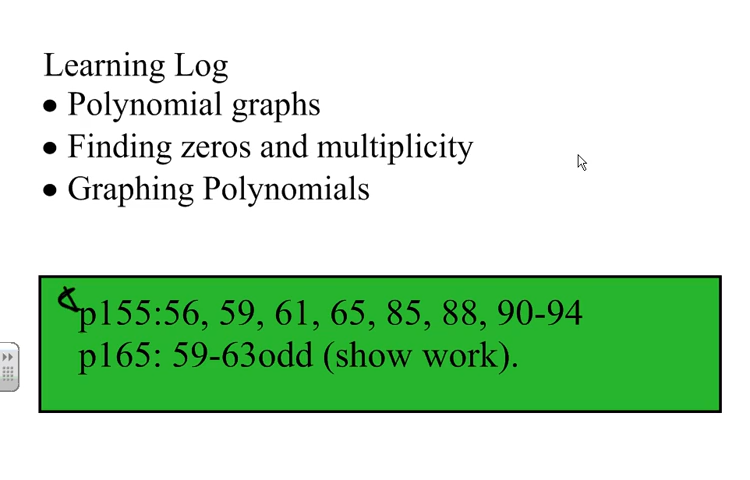 Learning Log
• Polynomial graphs
• Finding zeros and multiplicity
• Graphing Polynomials
p155:56, 59, 61, 65, 85, 88, 90-94
p165: 59-63odd (show work).